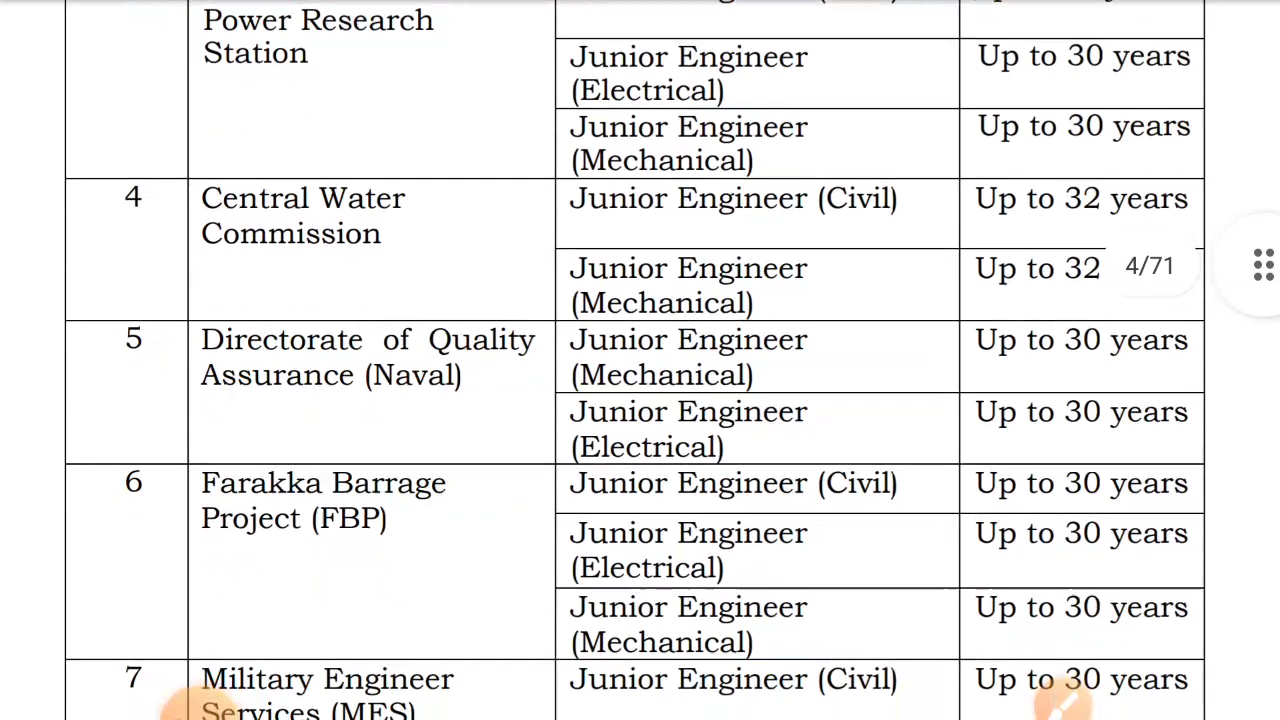 Power Research
Station
Junior Engineer
(Electrical)
Up to 30 years
Junior Engineer
(Mechanical)
Up to 30 years
4
Central Water
Commission
Junior Engineer (Civil)
Up to 32 years
Junior Engineer
(Mechanical)
Up to 32
4/71
5
Directorate of Quality
Assurance (Naval)
Junior Engineer
(Mechanical)
Up to 30 years
Junior Engineer
(Electrical)
Up to 30 years
6
Farakka Barrage
Project (FBP)
Junior Engineer (Civil)
Up to 30 years
Junior Engineer
(Electrical)
Up to 30 years
Junior Engineer
(Mechanical)
Up to 30 years
7
Military Engineer
Services (MES)
Junior Engineer (Civil)
Up to 30 years